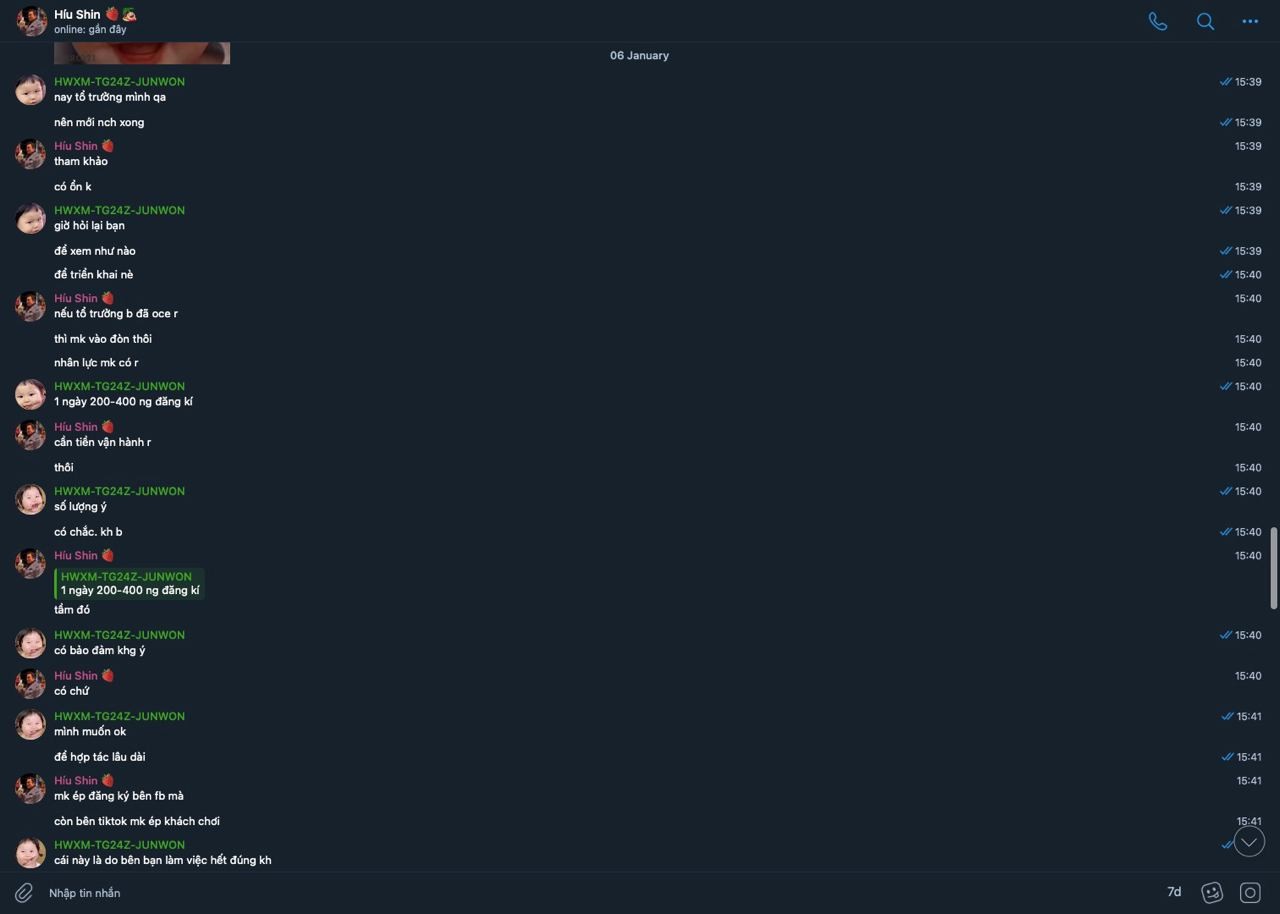 Híu Shin
online: gần đây
06 January
HWXM-TG24Z-JUNWON
nay tổ trưởng mình qa 15:39
nên mới nch xong 15:39
Híu Shin
tham khảo 15:39
có ổn k 15:39
HWXM-TG24Z-JUNWON
giờ hỏi lại bạn 15:39
để xem như nào 15:39
để triển khai nè 15:40
Híu Shin
nếu tổ trưởng b đã oce r 15:40
thì mk vào đòn thôi 15:40
nhân lực mk có r 15:40
HWXM-TG24Z-JUNWON
1 ngày 200-400 ng đăng kí 15:40
Híu Shin
cần tiền vận hành r 15:40
thôi 15:40
HWXM-TG24Z-JUNWON
số lượng ý 15:40
có chắc. kh b 15:40
Híu Shin 15:40
HWXM-TG24Z-JUNWON
1 ngày 200-400 ng đăng kí
tầm đó
HWXM-TG24Z-JUNWON
có bảo đảm khg ý 15:40
Híu Shin
có chứ 15:40
HWXM-TG24Z-JUNWON
mình muốn ok 15:41
để hợp tác lâu dài 15:41
Híu Shin
mk ép đăng ký bên fb mà 15:41
còn bên tiktok mk ép khách chơi 15:41
HWXM-TG24Z-JUNWON
cái này là do bên bạn làm việc hết đúng kh
Nhập tin nhắn
7d